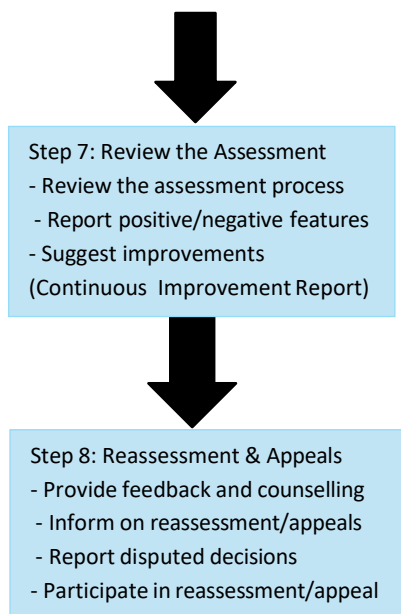 Step 7: Review the Assessment
- Review the assessment process
- Report positive/negative features
- Suggest improvements
(Continuous Improvement Report)
Step 8: Reassessment & Appeals
- Provide feedback and counselling
- Inform on reassessment/appeals
- Report disputed decisions
- Participate in reassessment/appeal